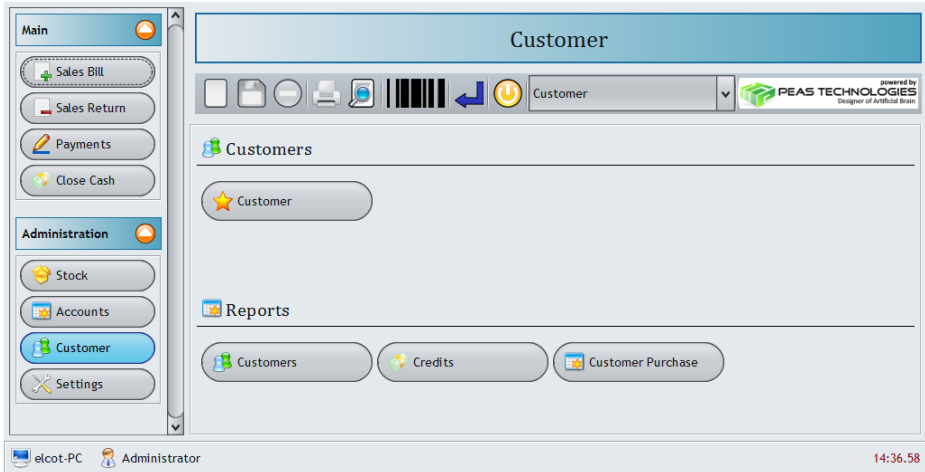 Main
Sales Bill
Sales Return
Payments
Close Cash
Administration
Stock
Accounts
Customer
Settings
Customer
Customer
powered by
PEAS TECHNOLOGIES
Designer of Artificial Brain
Customers
Customer
Reports
Customers
Credits
Customer Purchase
elcot-PC
Administrator
14:36.58